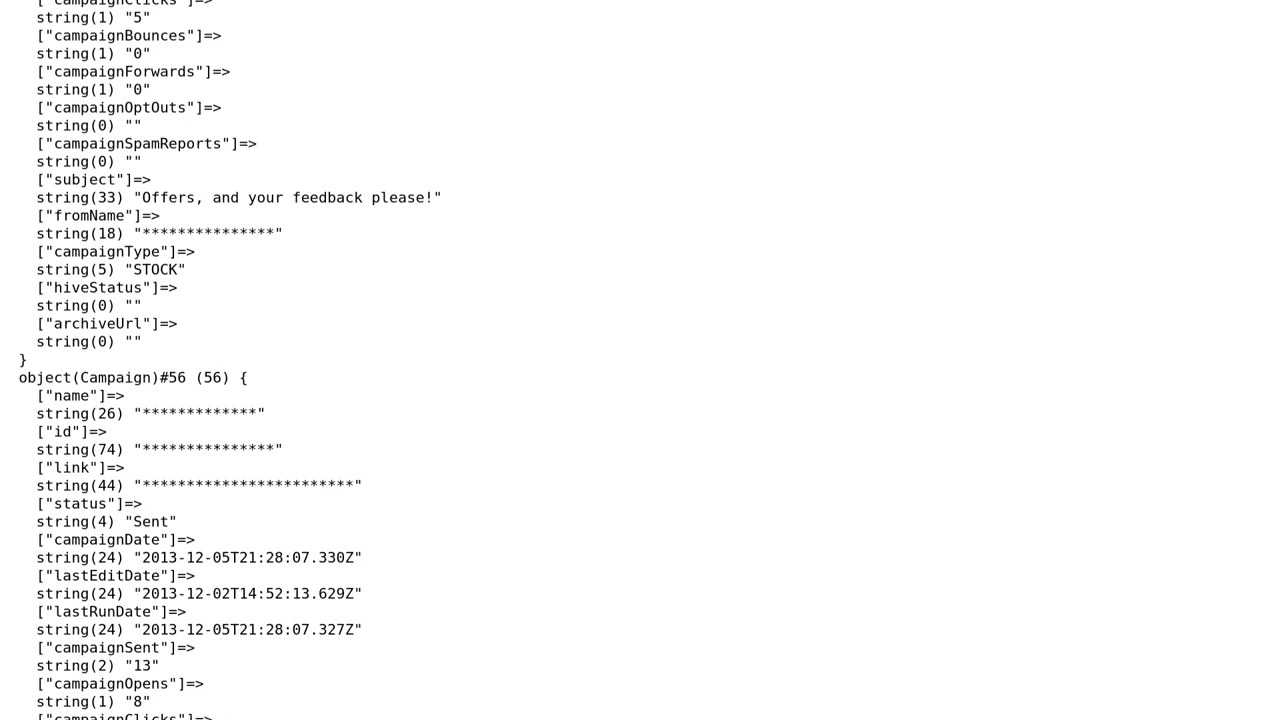 ["campaignClicks"]=>
string(1) "5"
["campaignBounces"]=>
string(1) "0"
["campaignForwards"]=>
string(1) "0"
["campaignOptOuts"]=>
string(0) ""
["campaignSpamReports"]=>
string(0) ""
["subject"]=>
string(33) "Offers, and your feedback please!"
["fromName"]=>
string(18) "***************"
["campaignType"]=>
string(5) "STOCK"
["hiveStatus"]=>
string(0) ""
["archiveUrl"]=>
string(0) ""
}
object(Campaign)#56 (56) {
["name"]=>
string(26) "*************"
["id"]=>
string(74) "***************"
["link"]=>
string(44) "************************"
["status"]=>
string(4) "Sent"
["campaignDate"]=>
string(24) "2013-12-05T21:28:07.330Z"
["lastEditDate"]=>
string(24) "2013-12-02T14:52:13.629Z"
["lastRunDate"]=>
string(24) "2013-12-05T21:28:07.327Z"
["campaignSent"]=>
string(2) "13"
["campaignOpens"]=>
string(1) "8"
["campaignClicks"]=>